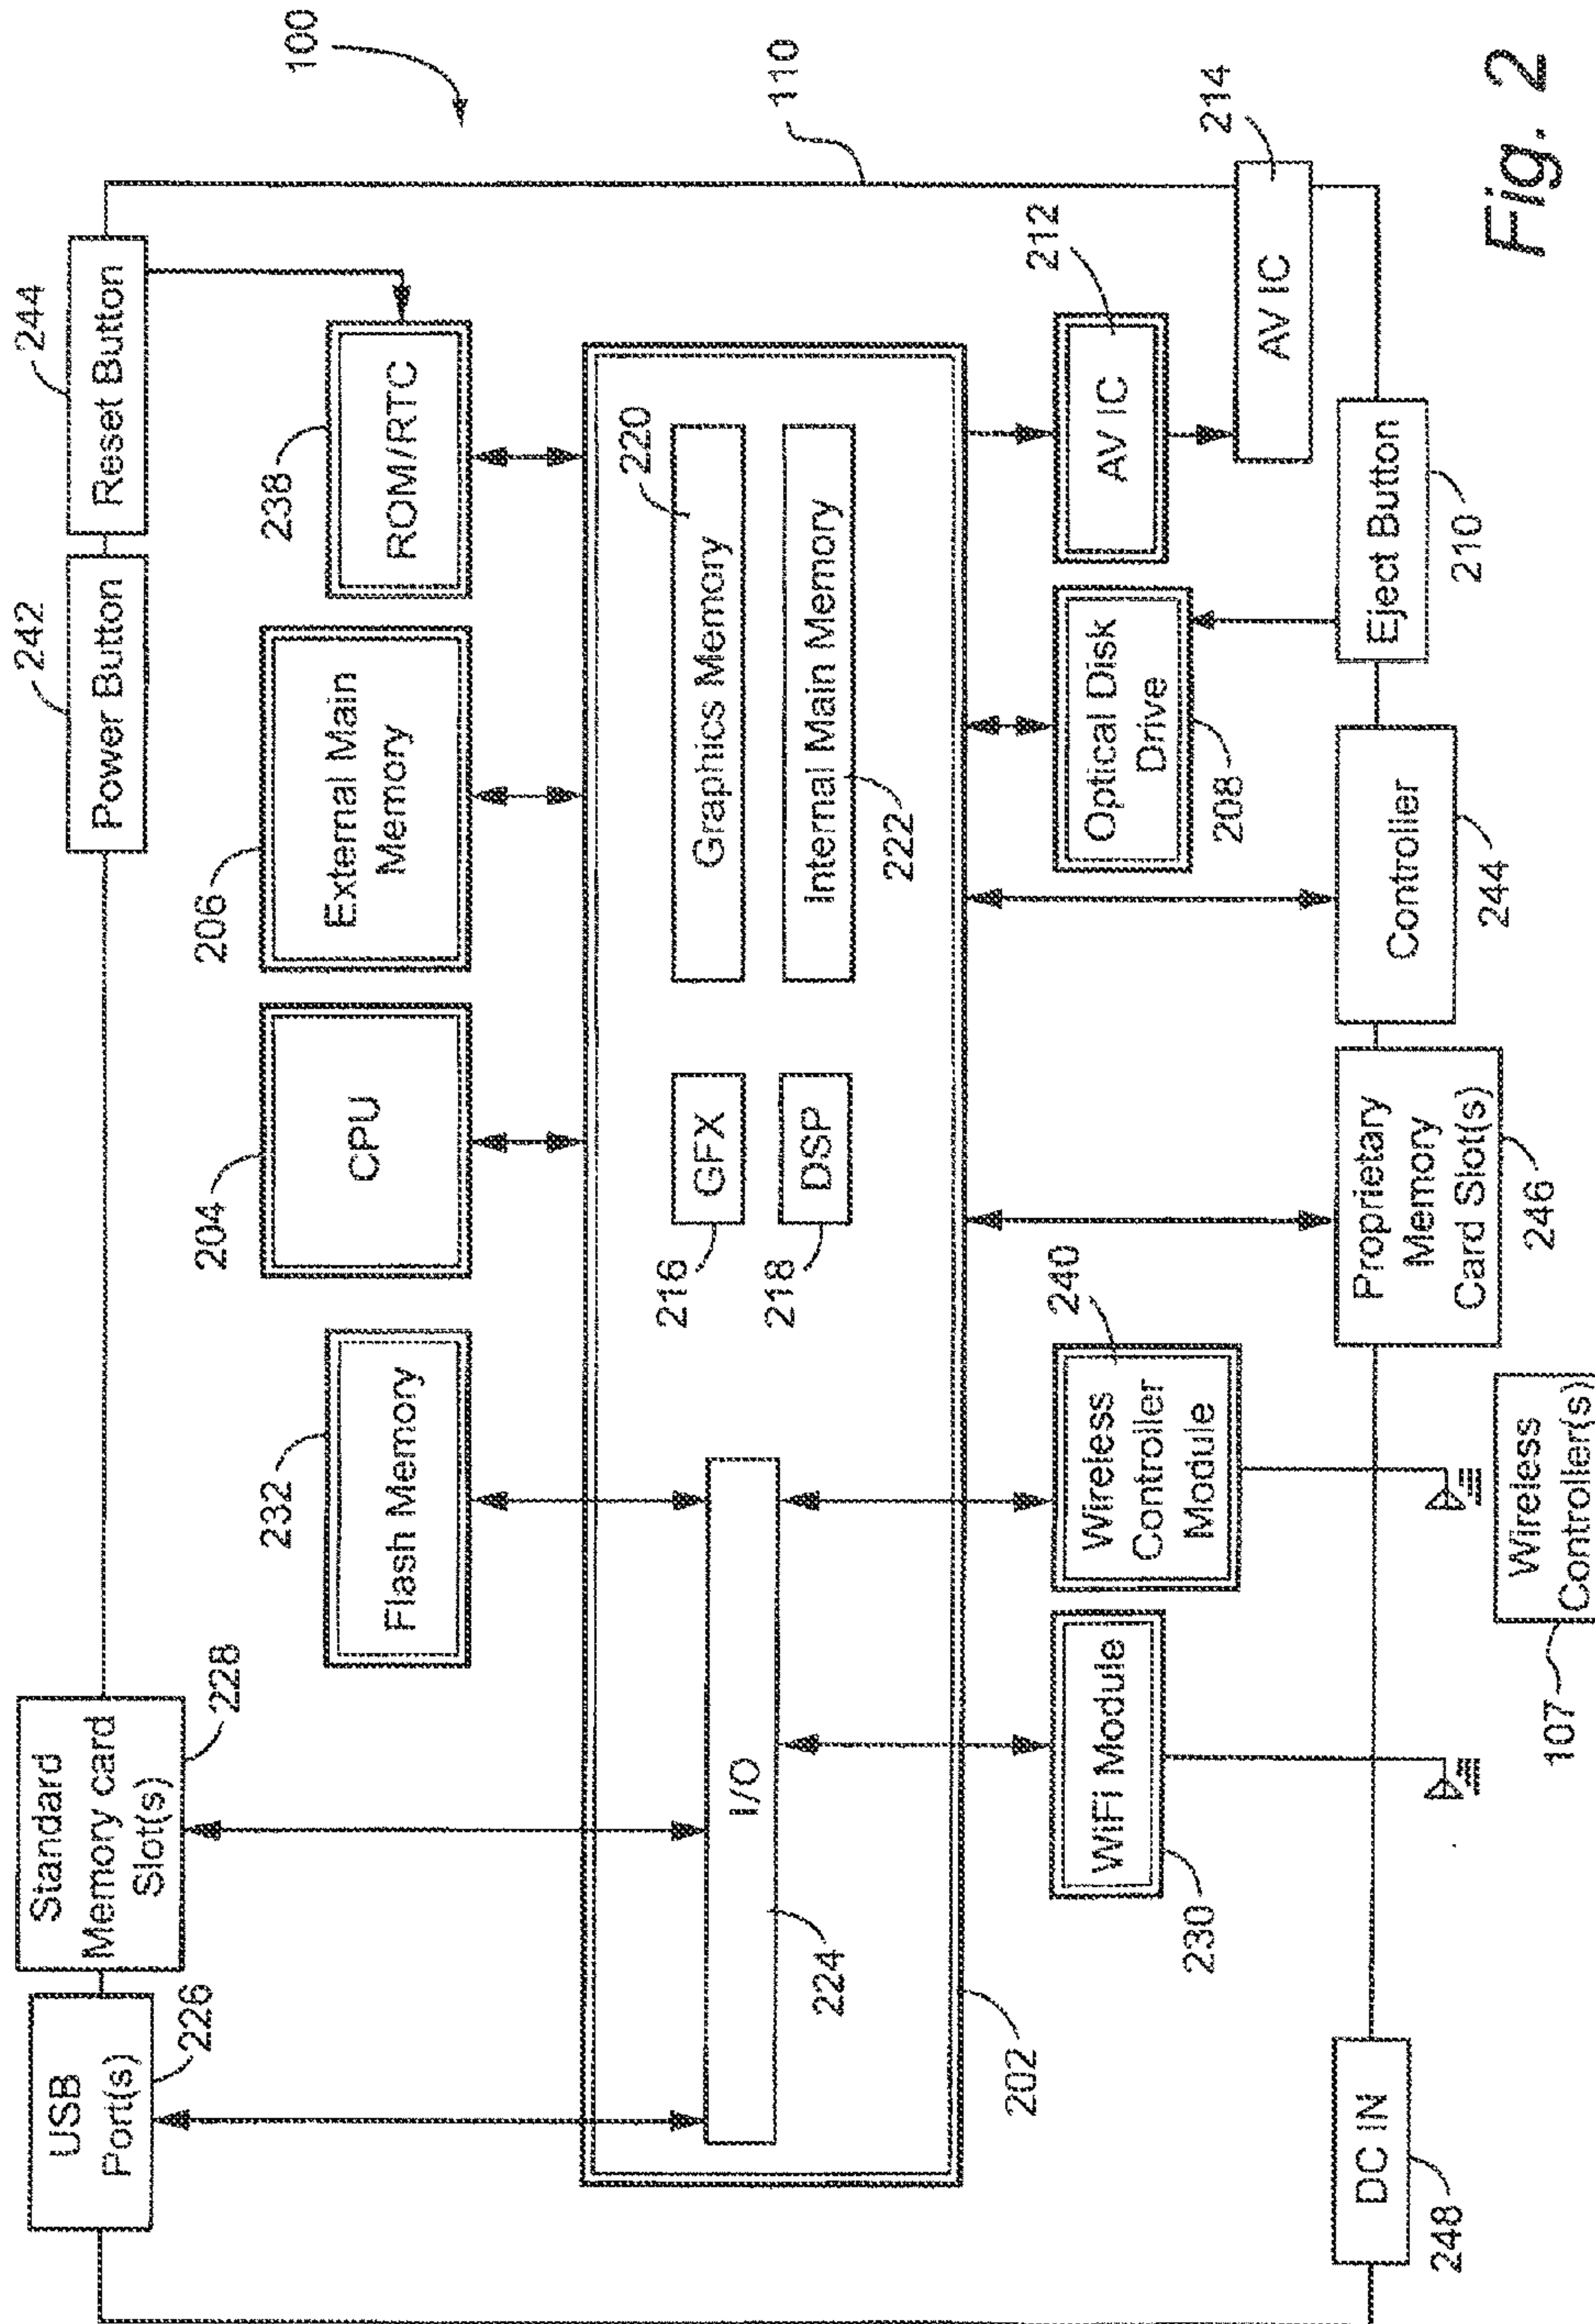 100
USB
Port(s)
226
Standard
Memory card
Slot(s)
228
242
Power Button
244
Reset Button
110
232
Flash Memory
204
CPU
206
External Main
Memory
238
ROM/RTC
I/O
224
216
GFX
218
DSP
220
Graphics Memory
Internal Main Memory
222
202
230
WiFi Module
240
Wireless
Controller
Module
Optical Disk
Drive
208
212
AV IC
214
AV IC
DC IN
248
Proprietary
Memory
Card Slot(s)
246
Controller
244
Eject Button
210
107
Wireless
Controller(s)
Fig. 2